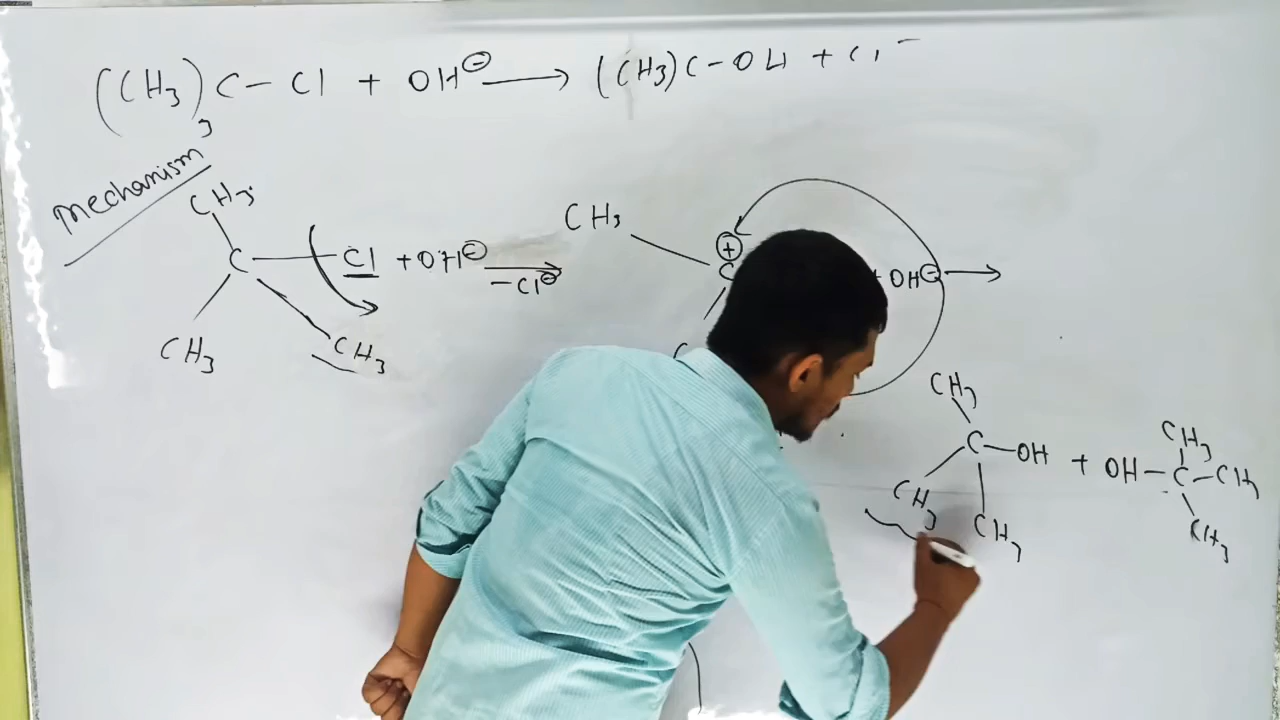 (CH3)3 C - Cl + OH⊖ ⟶ (CH3)C-OH + Cl⁻
mechanism
CH3
C — Cl + OH⊖ ⟶
-Cl⊖
CH3
CH3
CH3
⊕
C
+ OH⊖ ⟶
C
CH3
C — OH + OH — C - CH3
CH3
CH3
CH3
CH3